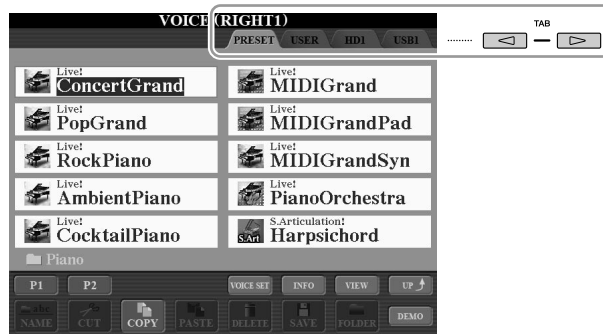 VOICE (RIGHT1)
TAB
PRESET USER HD1 USB1
Live!
ConcertGrand
Live!
MIDIGrand
Live!
PopGrand
Live!
MIDIGrandPad
Live!
RockPiano
Live!
MIDIGrandSyn
Live!
AmbientPiano
Live!
PianoOrchestra
Live!
CocktailPiano
S.Art
S.Articulation!
Harpsichord
Piano
P1 P2 VOICE SET INFO VIEW UP
NAME CUT COPY PASTE DELETE SAVE FOLDER DEMO